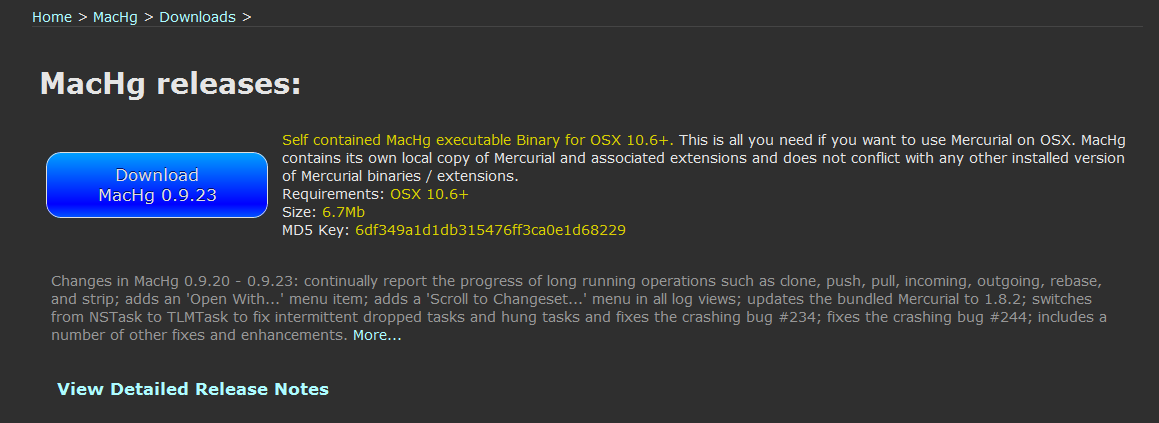 Home > MacHg > Downloads >
MacHg releases:
Download
MacHg 0.9.23
Self contained MacHg executable Binary for OSX 10.6+. This is all you need if you want to use Mercurial on OSX. MacHg
contains its own local copy of Mercurial and associated extensions and does not conflict with any other installed version
of Mercurial binaries / extensions.
Requirements: OSX 10.6+
Size: 6.7Mb
MD5 Key: 6df349a1d1db315476ff3ca0e1d68229
Changes in MacHg 0.9.20 - 0.9.23: continually report the progress of long running operations such as clone, push, pull, incoming, outgoing, rebase,
and strip; adds an 'Open With...' menu item; adds a 'Scroll to Changeset...' menu in all log views; updates the bundled Mercurial to 1.8.2; switches
from NSTask to TLMTask to fix intermittent dropped tasks and hung tasks and fixes the crashing bug #234; fixes the crashing bug #244; includes a
number of other fixes and enhancements. More...
View Detailed Release Notes